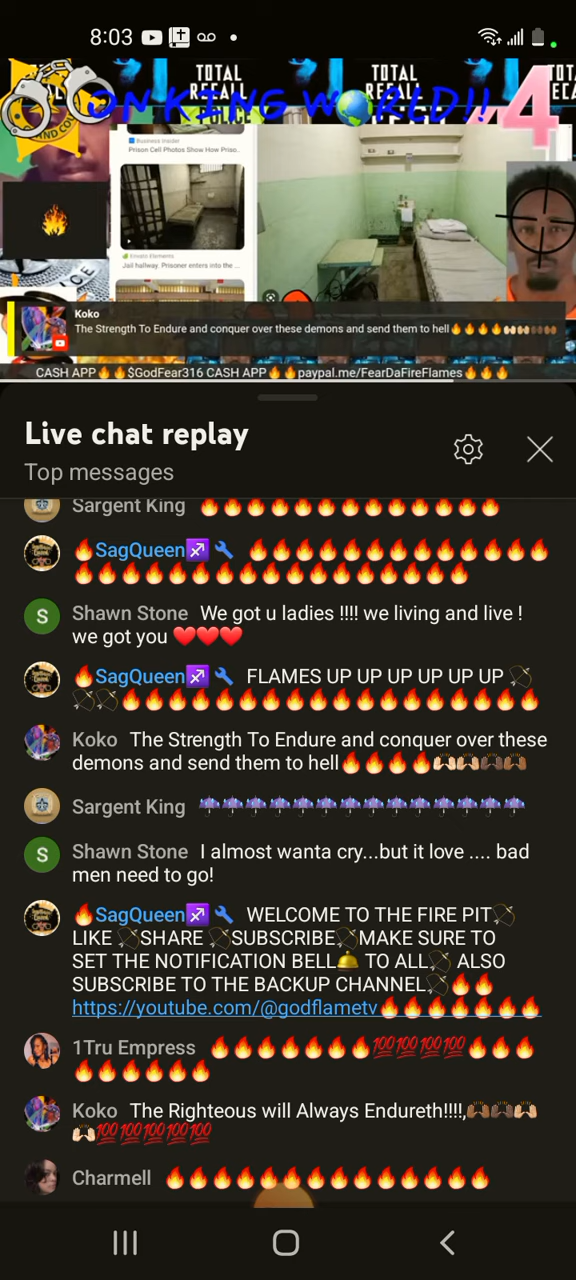 8:03
TOTAL
TOTAL
TOTAL
RECALL
ON KING W🌍RLD!! 4
Business Insider
Prison Cell Photos Show How Priso...
Envato Elements
Jail hallway. Prisoner enters into the ...
Koko
The Strength To Endure and conquer over these demons and send them to hell🔥🔥🔥🔥🙌🏼🙌🏼🙌🏿🙌🏾
CASH APP🔥🔥$GodFear316 CASH APP🔥🔥paypal.me/FearDaFireFlames🔥🔥🔥
Live chat replay
Top messages
Sargent King 🔥🔥🔥🔥🔥🔥🔥🔥🔥🔥🔥🔥🔥
🔥SagQueen♐🔧 🔥🔥🔥🔥🔥🔥🔥🔥🔥🔥🔥🔥🔥
🔥🔥🔥🔥🔥🔥🔥🔥🔥🔥🔥🔥🔥🔥🔥🔥🔥
Shawn Stone We got u ladies !!!! we living and live !
we got you ❤️❤️❤️
🔥SagQueen♐🔧 FLAMES UP UP UP UP UP UP 🏹
🏹🏹🔥🔥🔥🔥🔥🔥🔥🔥🔥🔥🔥🔥🔥🔥🔥🔥🔥🔥
Koko The Strength To Endure and conquer over these
demons and send them to hell🔥🔥🔥🔥🙌🏼🙌🏼🙌🏿🙌🏾
Sargent King ☔☔☔☔☔☔☔☔☔☔☔☔☔☔
Shawn Stone I almost wanta cry...but it love .... bad
men need to go!
🔥SagQueen♐🔧 WELCOME TO THE FIRE PIT🏹
LIKE 🏹SHARE 🏹SUBSCRIBE🏹MAKE SURE TO
SET THE NOTIFICATION BELL🛎️ TO ALL🏹 ALSO
SUBSCRIBE TO THE BACKUP CHANNEL🏹🔥🔥
https://youtube.com/@godflametv🔥🔥🔥🔥🔥🔥🔥
1Tru Empress 🔥🔥🔥🔥🔥🔥🔥💯💯💯💯🔥🔥🔥
🔥🔥🔥🔥🔥🔥
Koko The Righteous will Always Endureth!!!!,🙌🏾🙌🏿🙌🏼
🙌🏼💯💯💯💯💯
Charmell 🔥🔥🔥🔥🔥🔥🔥🔥🔥🔥🔥🔥🔥🔥